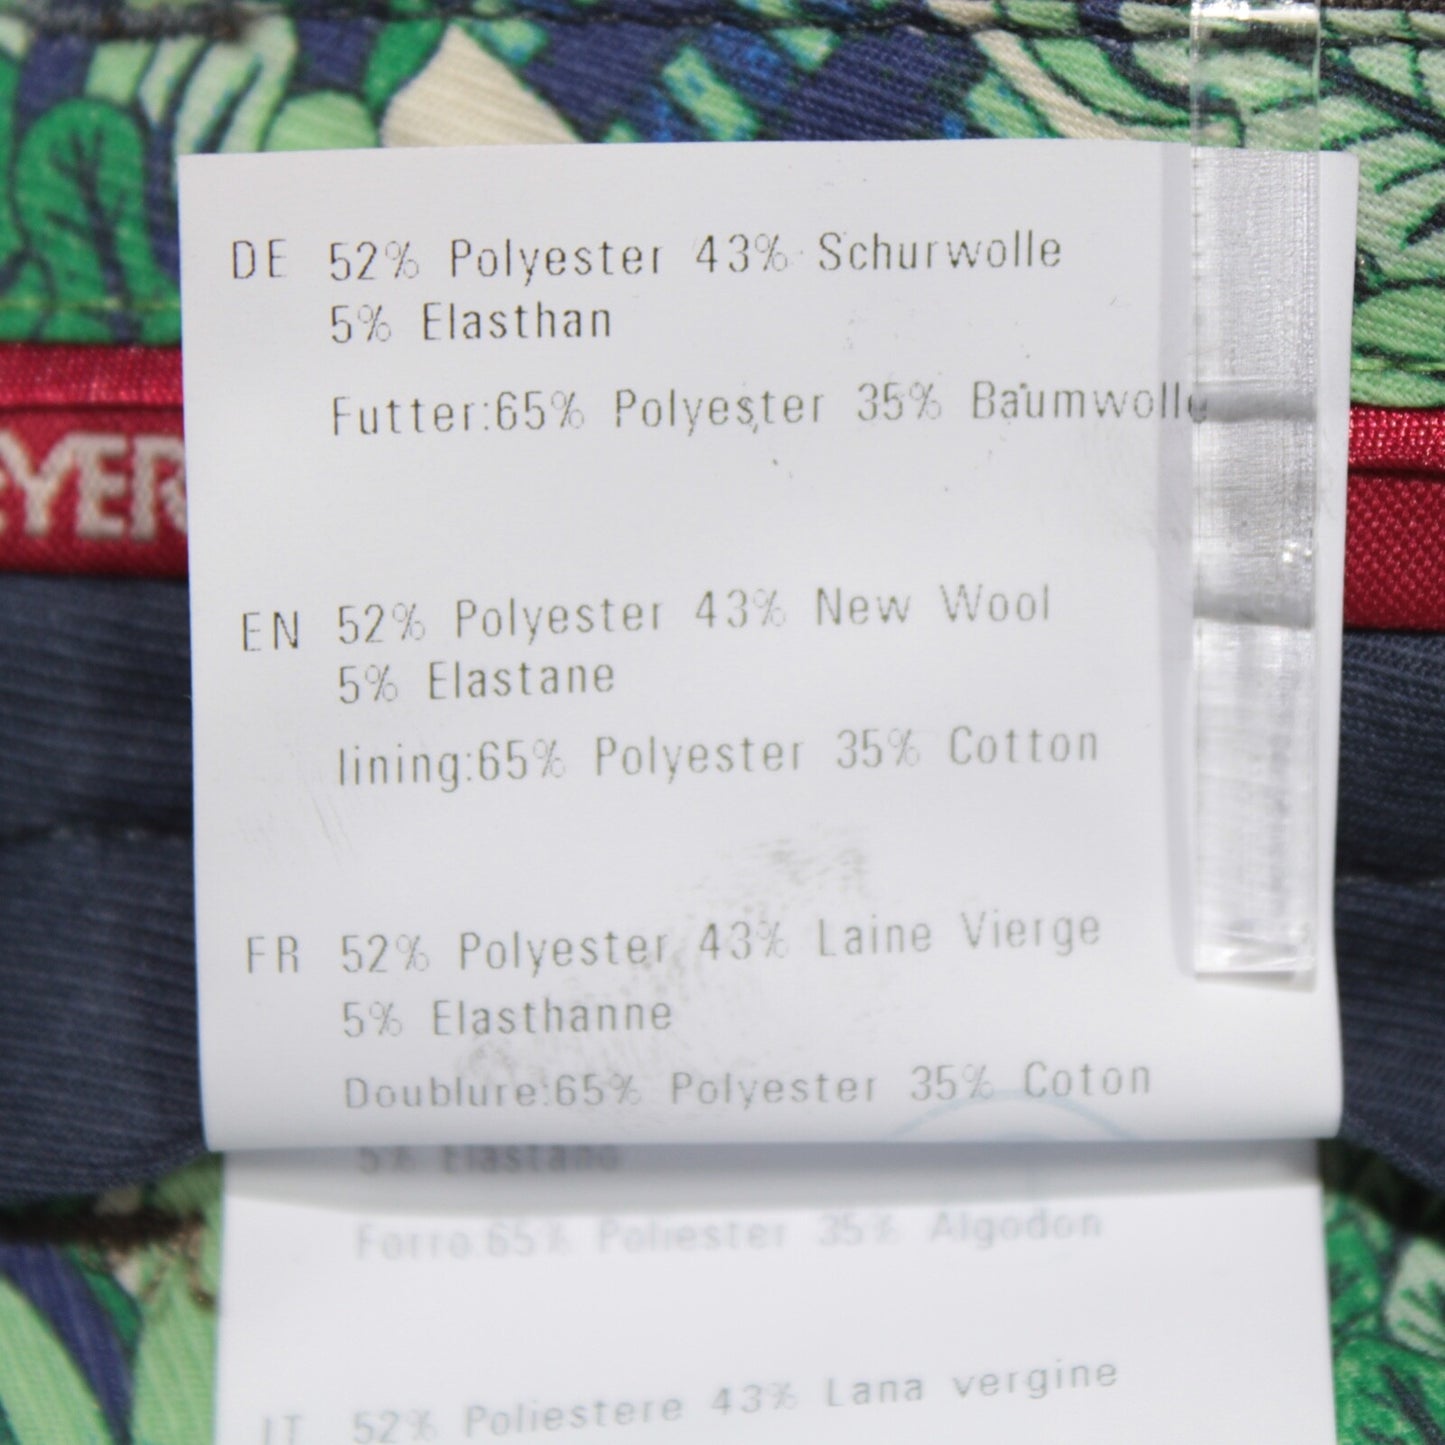 DE 52% Polyester 43% Schurwolle
5% Elasthan
Futter:65% Polyester 35% Baumwolle
EN 52% Polyester 43% New Wool
5% Elastane
lining:65% Polyester 35% Cotton
FR 52% Polyester 43% Laine Vierge
5% Elasthanne
Doublure:65% Polyester 35% Coton
5% Elastano
Forro:65% Poliester 35% Algodon
IT 52% Poliestere 43% Lana vergine